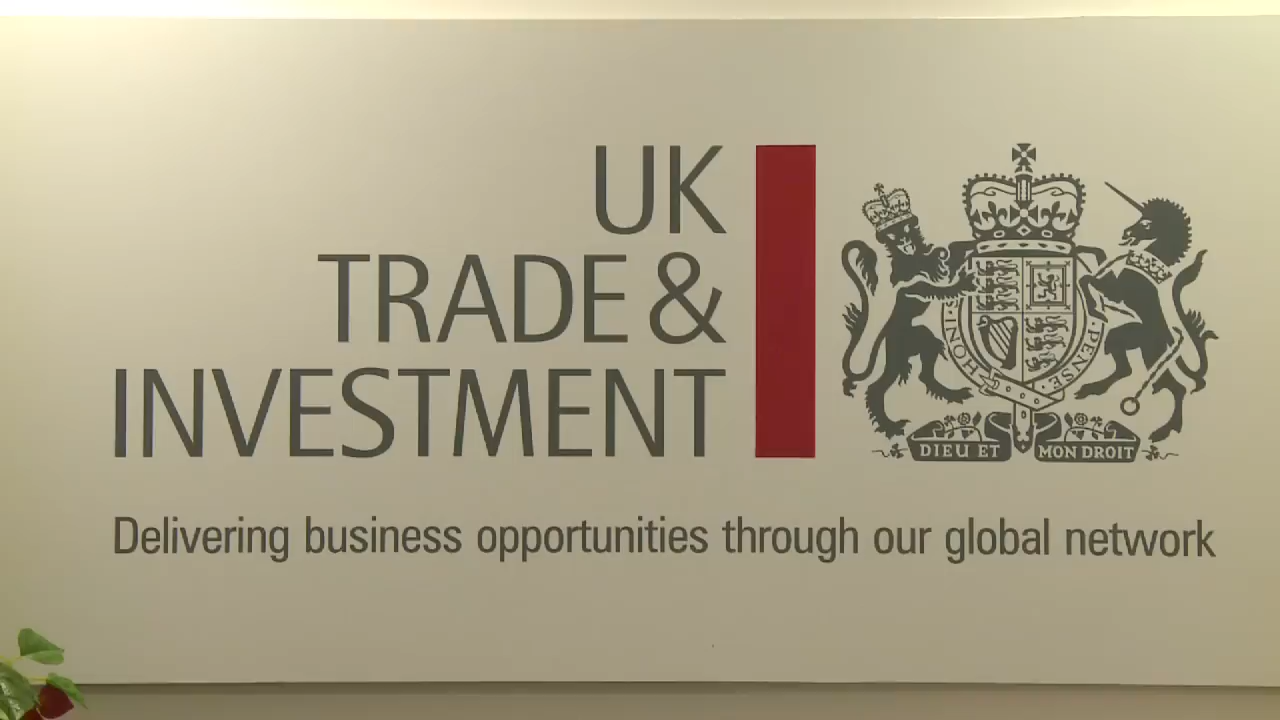 UK
TRADE &
INVESTMENT
DIEU ET MON DROIT
Delivering business opportunities through our global network